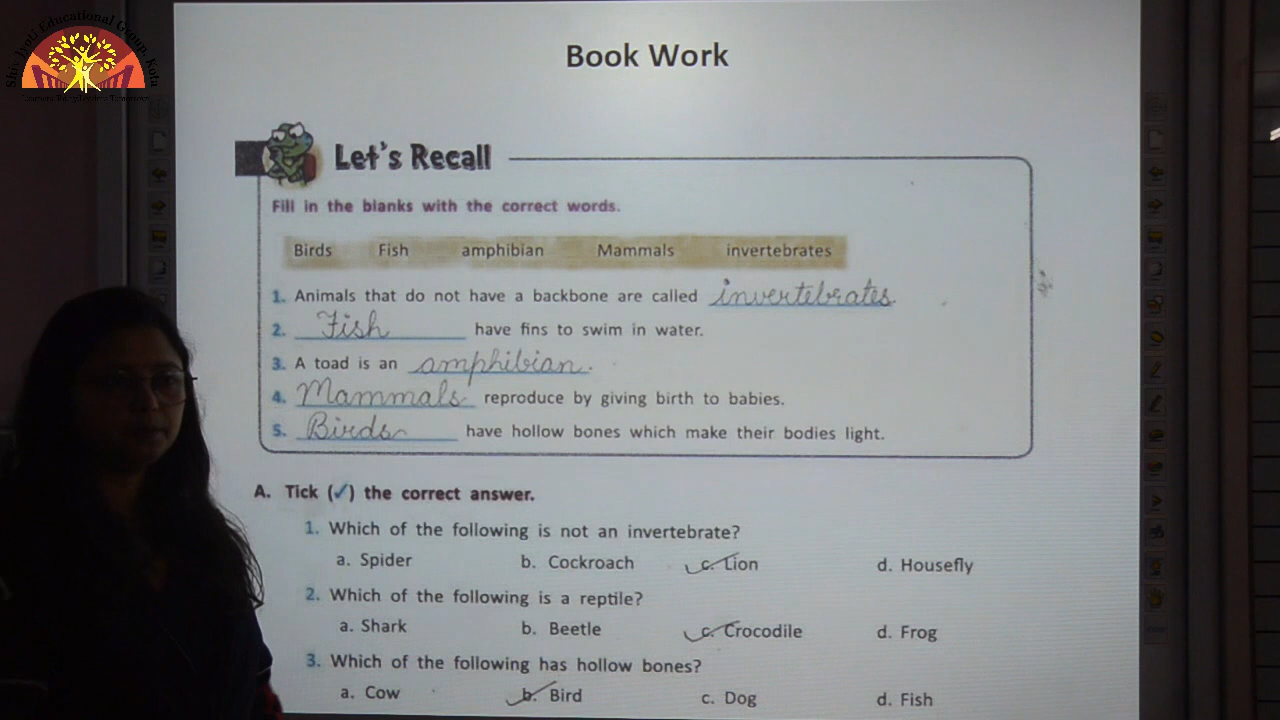 Shiv Jyoti Educational Group, Kota
Book Work
Let's Recall
Fill in the blanks with the correct words.
Birds Fish amphibian Mammals invertebrates
1. Animals that do not have a backbone are called invertebrates.
2. Fish have fins to swim in water.
3. A toad is an amphibian.
4. Mammals reproduce by giving birth to babies.
5. Birds have hollow bones which make their bodies light.
A. Tick (✓) the correct answer.
1. Which of the following is not an invertebrate?
a. Spider b. Cockroach c. Lion d. Housefly
2. Which of the following is a reptile?
a. Shark b. Beetle c. Crocodile d. Frog
3. Which of the following has hollow bones?
a. Cow b. Bird c. Dog d. Fish